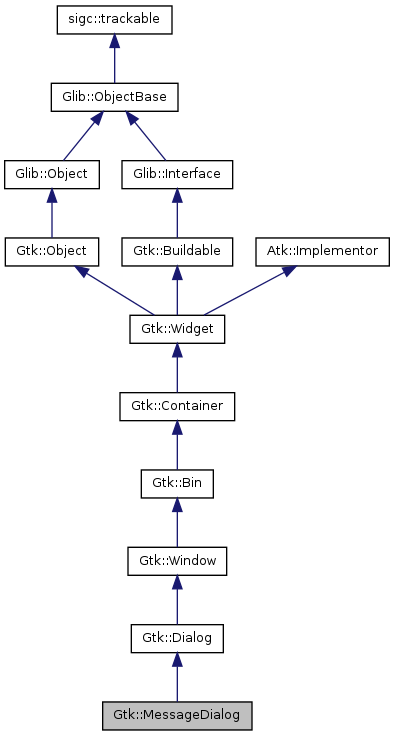 sigc::trackable
Glib::ObjectBase
Glib::Object
Glib::Interface
Gtk::Object
Gtk::Buildable
Atk::Implementor
Gtk::Widget
Gtk::Container
Gtk::Bin
Gtk::Window
Gtk::Dialog
Gtk::MessageDialog